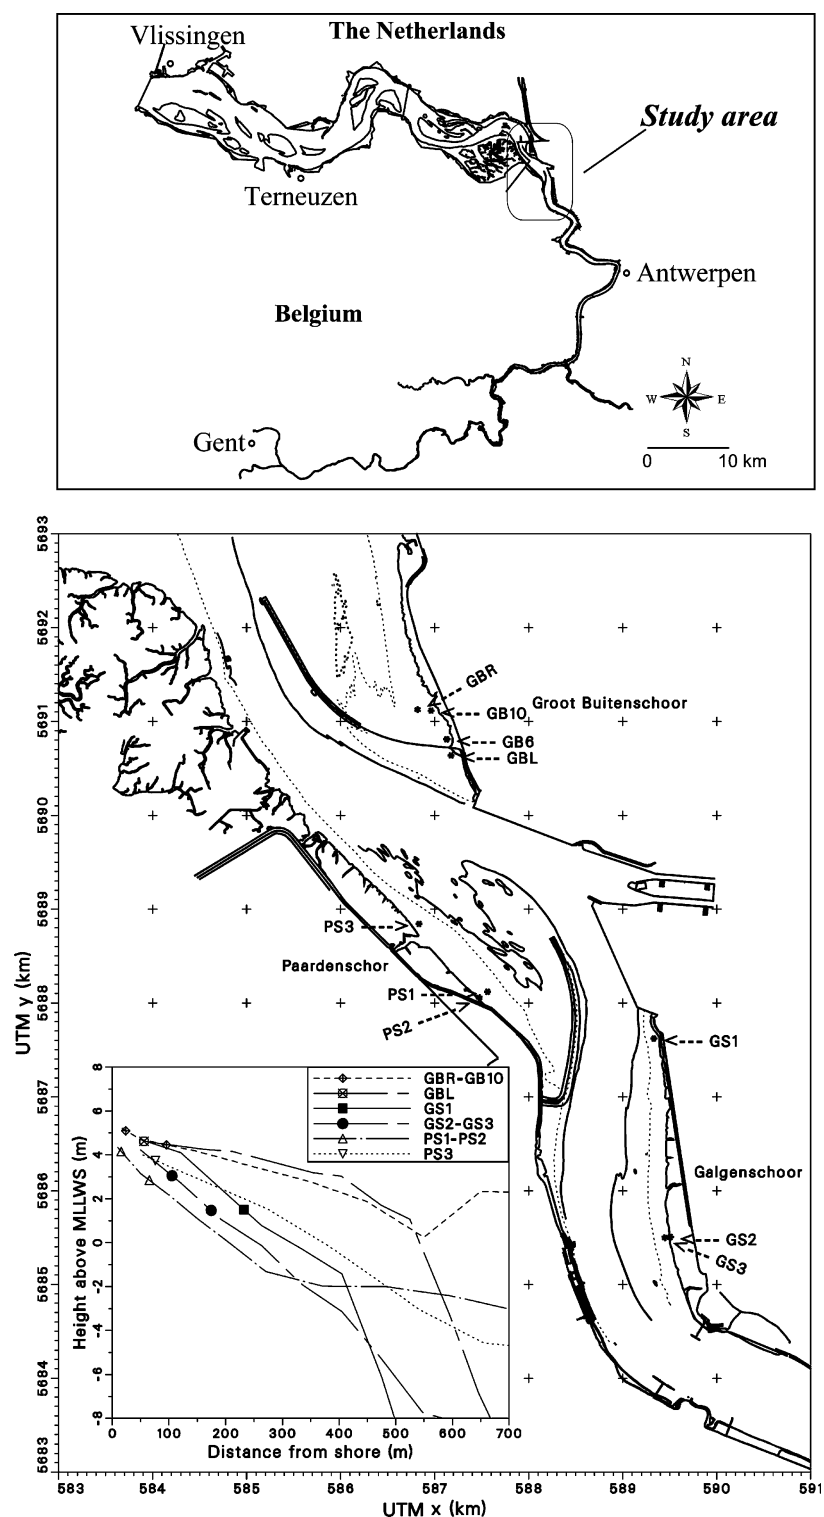 The Netherlands
Vlissingen
Study area
Terneuzen
Antwerpen
Belgium
N
W E
S
Gent
0 10 km
5693
5692
5691
5690
5689
5688
5687
5686
5685
5684
5683
UTM y (km)
GBR
Groot Buitenschoor
GB10
GB6
GBL
PS3
Paardenschor
PS1
PS2
GS1
Galgenschoor
GS2
GS3
8
6
4
2
0
-2
-4
-6
-8
Height above MLLWS (m)
GBR-GB10
GBL
GS1
GS2-GS3
PS1-PS2
PS3
0 100 200 300 400 500 600 700
Distance from shore (m)
583 584 585 586 587 588 589 590 591
UTM x (km)